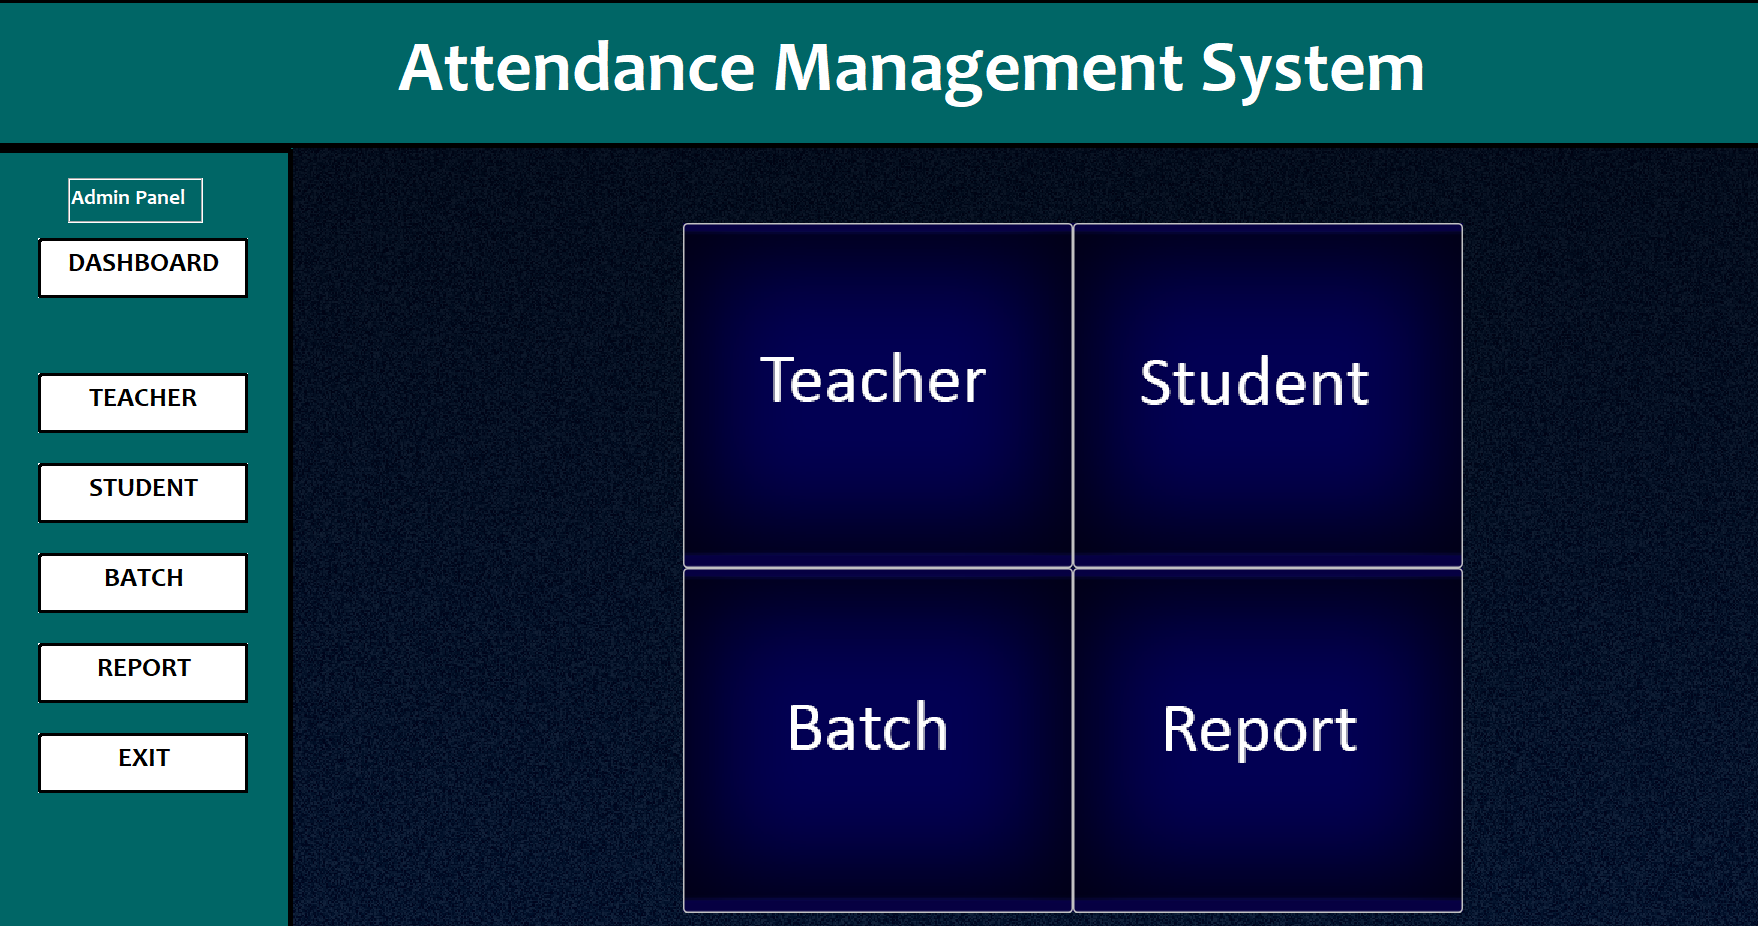 Attendance Management System
Admin Panel
DASHBOARD
TEACHER
STUDENT
BATCH
REPORT
EXIT
Teacher
Student
Batch
Report